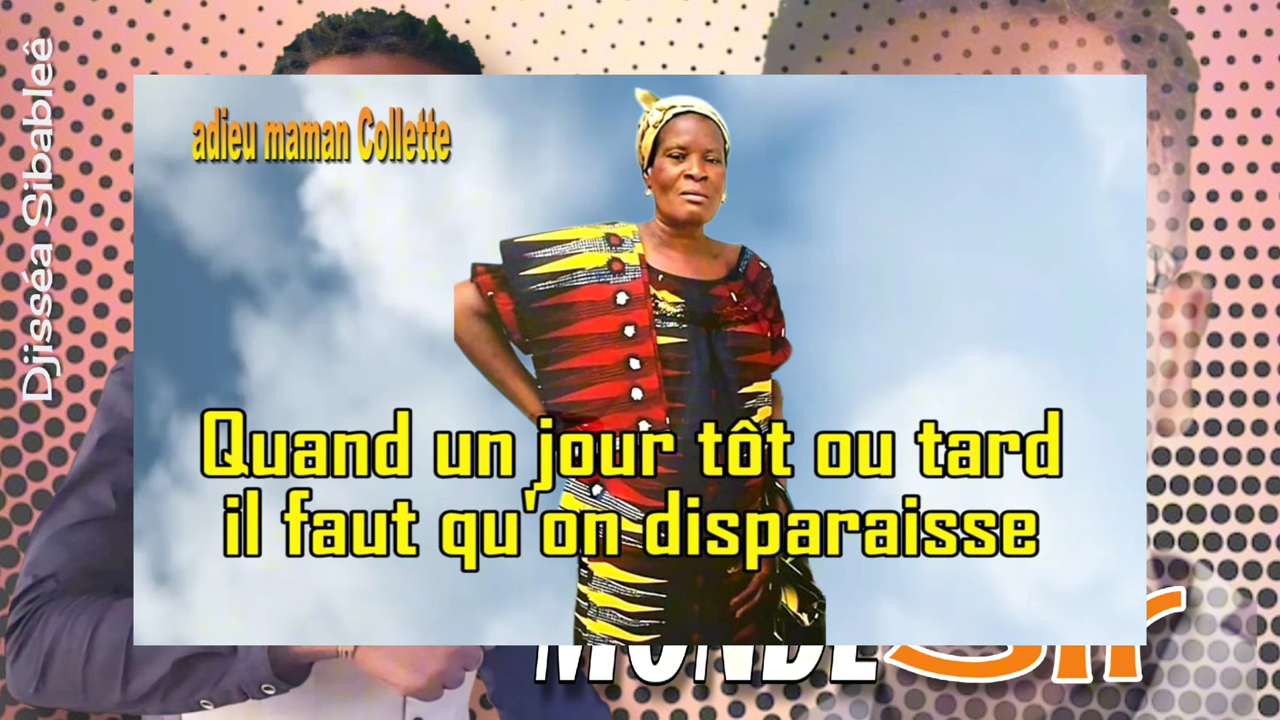 Djisséa Sibableê
adieu maman Collette
Quand un jour tôt ou tard
il faut qu'on disparaisse